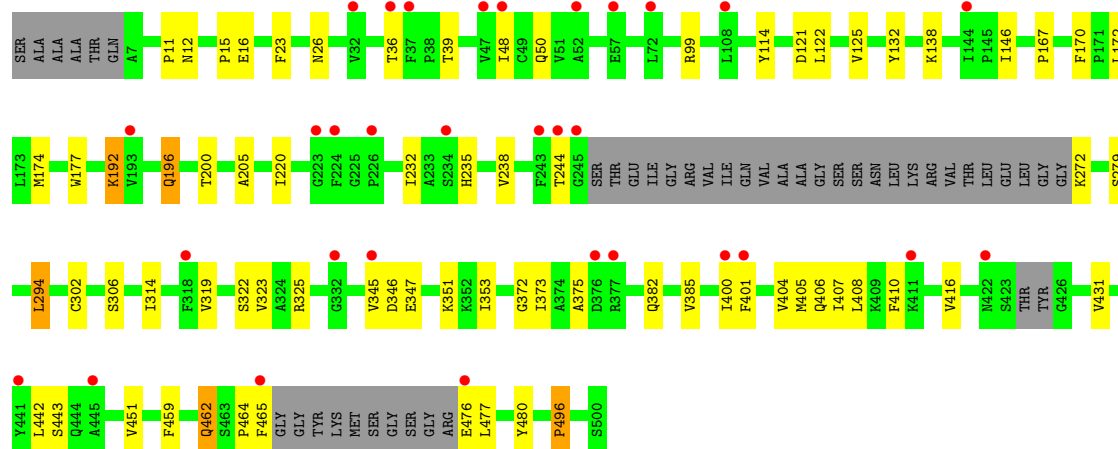 SER ALA ALA ALA THR GLN A7 P11 N12 P15 E16 F23 N26 V32 T36 F37 P38 T39 V47 I48 C49 Q50 V51 A52 E57 L72 R99 L108 Y114 D121 L122 V125 Y132 K138 I144 P145 I146 P167 F170 P171 L172
L173 M174 W177 K192 V193 Q196 T200 A205 I220 G223 F224 G225 P226 I232 A233 S234 H235 V238 F243 T244 G245 SER THR GLU ILE GLY ARG VAL ILE GLN VAL ALA ALA GLY SER SER ASN LEU LYS ARG VAL THR LEU GLU LEU GLY GLY K272
L294 C302 S306 I314 F318 V319 S322 V323 A324 R325 G332 V345 D346 E347 K351 K352 I353 G372 I373 A374 A375 D376 R377 Q382 V385 I400 F401 V404 M405 Q406 I407 L408 K409 F410 K411 V416 N422 S423 THR TYR G426 V431
Y441 L442 S443 Q444 A445 V451 F459 Q462 S463 P464 F465 GLY GLY TYR LYS MET SER GLY SER GLY ARG E476 L477 Y480 P496 S500